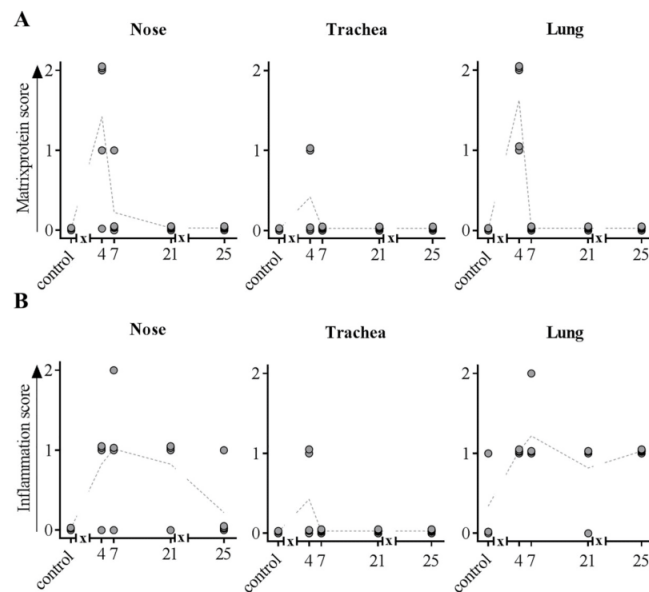 A
Nose
Trachea
Lung
Matrixprotein score
2
1
0
x
x
control
4 7
21
25
2
1
0
x
x
control
4 7
21
25
2
1
0
x
x
control
4 7
21
25
B
Nose
Trachea
Lung
Inflammation score
2
1
0
x
x
control
4 7
21
25
2
1
0
x
x
control
4 7
21
25
2
1
0
x
x
control
4 7
21
25